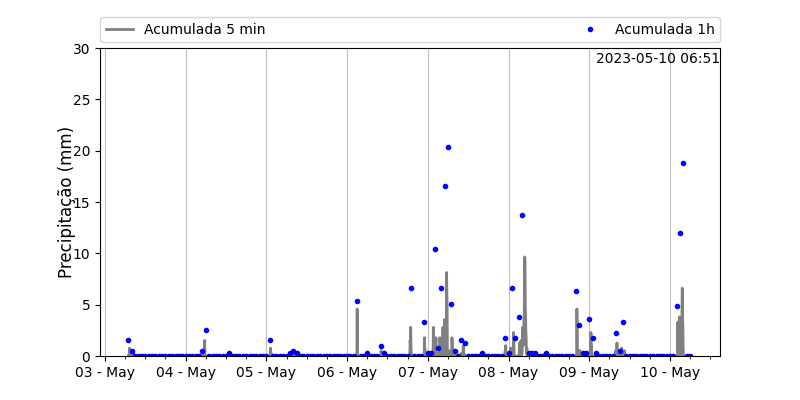 Acumulada 5 min
Acumulada 1h
2023-05-10 06:51
Precipitação (mm)
30
25
20
15
10
5
0
03 - May 04 - May 05 - May 06 - May 07 - May 08 - May 09 - May 10 - May